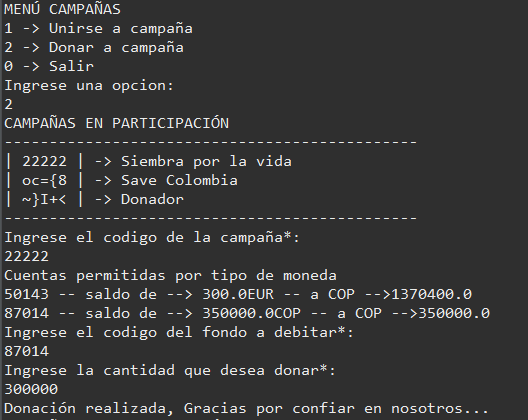 MENÚ CAMPAÑAS
1 -> Unirse a campaña
2 -> Donar a campaña
0 -> Salir
Ingrese una opcion:
2
CAMPAÑAS EN PARTICIPACIÓN
----------------------------------------------
| 22222 | -> Siembra por la vida
| oc={8 | -> Save Colombia
| ~}I+< | -> Donador
----------------------------------------------
Ingrese el codigo de la campaña*:
22222
Cuentas permitidas por tipo de moneda
50143 -- saldo de --> 300.0EUR -- a COP -->1370400.0
87014 -- saldo de --> 350000.0COP -- a COP -->350000.0
Ingrese el codigo del fondo a debitar*:
87014
Ingrese la cantidad que desea donar*:
300000
Donación realizada, Gracias por confiar en nosotros...